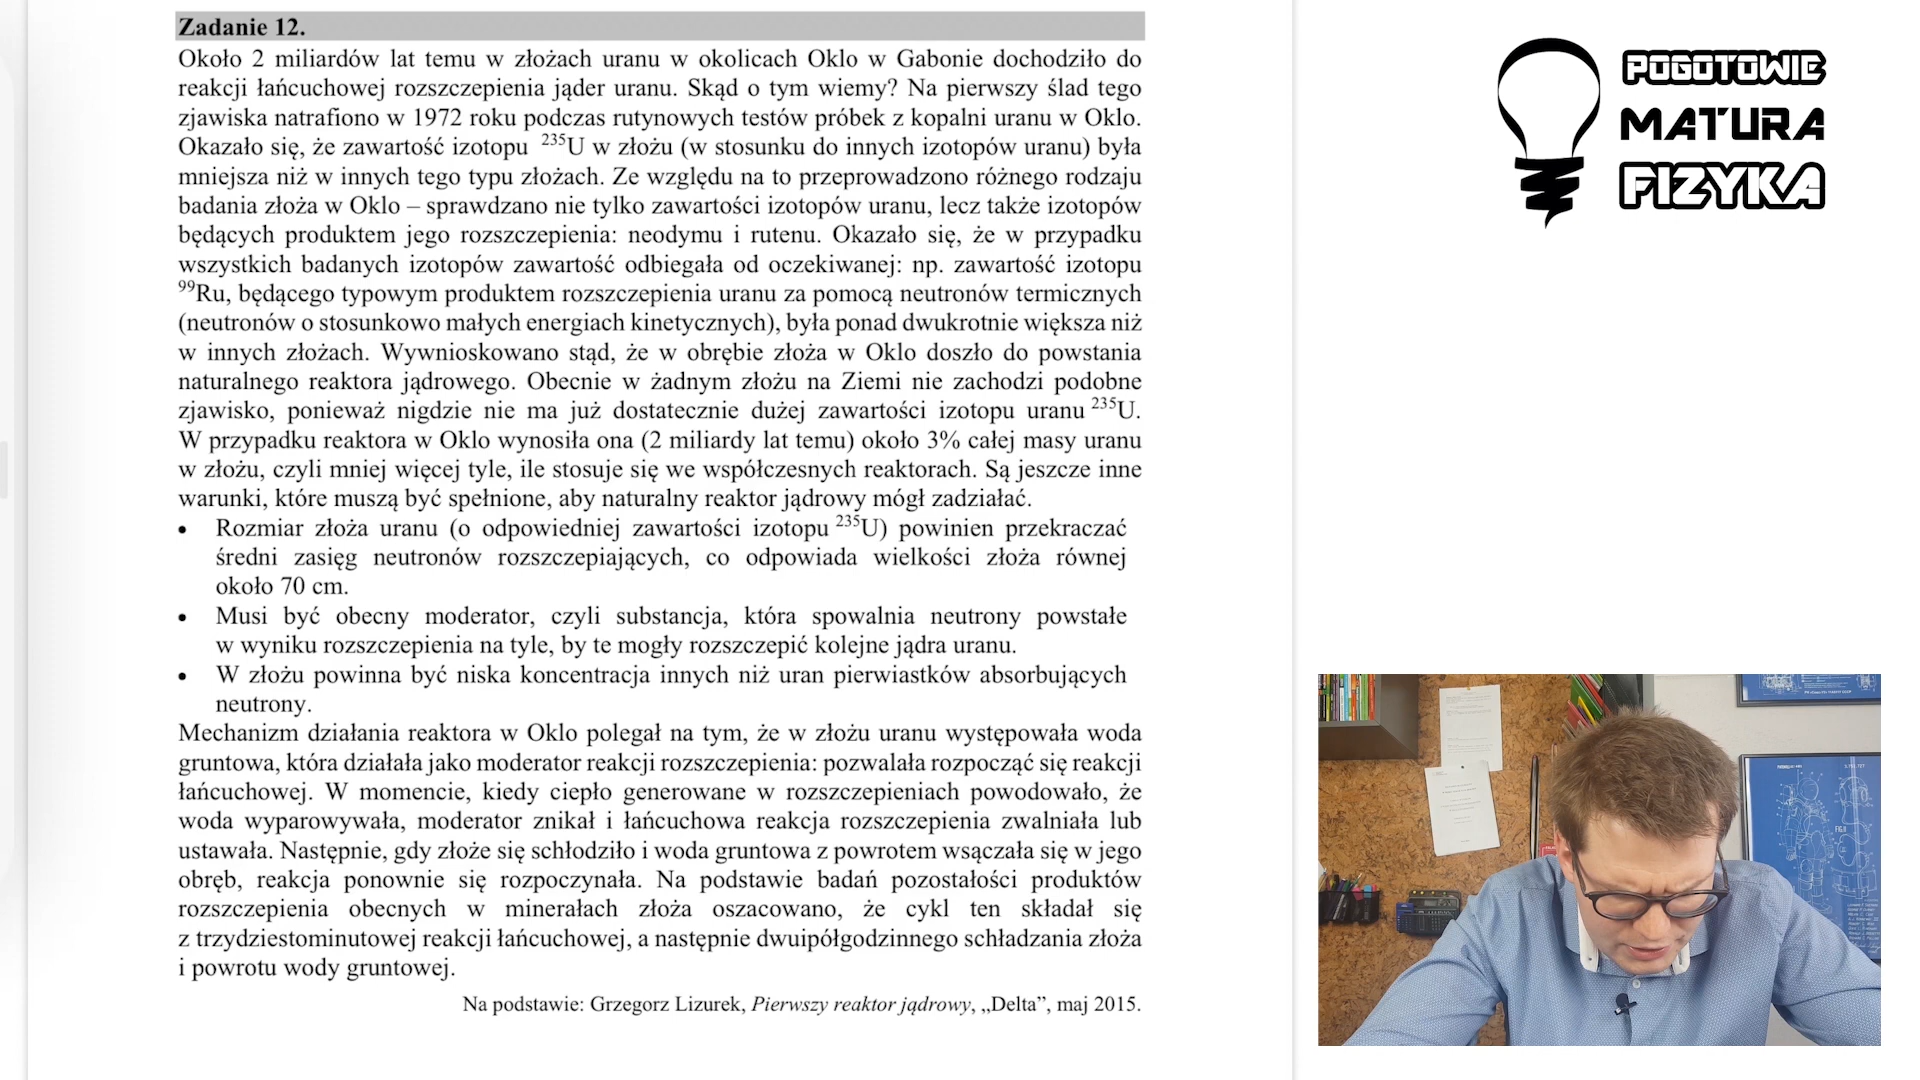 Zadanie 12.
Około 2 miliardów lat temu w złożach uranu w okolicach Oklo w Gabonie dochodziło do
reakcji łańcuchowej rozszczepienia jąder uranu. Skąd o tym wiemy? Na pierwszy ślad tego
zjawiska natrafiono w 1972 roku podczas rutynowych testów próbek z kopalni uranu w Oklo.
Okazało się, że zawartość izotopu ²³⁵U w złożu (w stosunku do innych izotopów uranu) była
mniejsza niż w innych tego typu złożach. Ze względu na to przeprowadzono różnego rodzaju
badania złoża w Oklo – sprawdzano nie tylko zawartości izotopów uranu, lecz także izotopów
będących produktem jego rozszczepienia: neodymu i rutenu. Okazało się, że w przypadku
wszystkich badanych izotopów zawartość odbiegała od oczekiwanej: np. zawartość izotopu
⁹⁹Ru, będącego typowym produktem rozszczepienia uranu za pomocą neutronów termicznych
(neutronów o stosunkowo małych energiach kinetycznych), była ponad dwukrotnie większa niż
w innych złożach. Wywnioskowano stąd, że w obrębie złoża w Oklo doszło do powstania
naturalnego reaktora jądrowego. Obecnie w żadnym złożu na Ziemi nie zachodzi podobne
zjawisko, ponieważ nigdzie nie ma już dostatecznie dużej zawartości izotopu uranu ²³⁵U.
W przypadku reaktora w Oklo wynosiła ona (2 miliardy lat temu) około 3% całej masy uranu
w złożu, czyli mniej więcej tyle, ile stosuje się we współczesnych reaktorach. Są jeszcze inne
warunki, które muszą być spełnione, aby naturalny reaktor jądrowy mógł zadziałać.
• Rozmiar złoża uranu (o odpowiedniej zawartości izotopu ²³⁵U) powinien przekraczać
średni zasięg neutronów rozszczepiających, co odpowiada wielkości złoża równej
około 70 cm.
• Musi być obecny moderator, czyli substancja, która spowalnia neutrony powstałe
w wyniku rozszczepienia na tyle, by te mogły rozszczepić kolejne jądra uranu.
• W złożu powinna być niska koncentracja innych niż uran pierwiastków absorbujących
neutrony.
Mechanizm działania reaktora w Oklo polegał na tym, że w złożu uranu występowała woda
gruntowa, która działała jako moderator reakcji rozszczepienia: pozwalała rozpocząć się reakcji
łańcuchowej. W momencie, kiedy ciepło generowane w rozszczepieniach powodowało, że
woda wyparowywała, moderator znikał i łańcuchowa reakcja rozszczepienia zwalniała lub
ustawała. Następnie, gdy złoże się schłodziło i woda gruntowa z powrotem wsączała się w jego
obręb, reakcja ponownie się rozpoczynała. Na podstawie badań pozostałości produktów
rozszczepienia obecnych w minerałach złoża oszacowano, że cykl ten składał się
z trzydziestominutowej reakcji łańcuchowej, a następnie dwuipółgodzinnego schładzania złoża
i powrotu wody gruntowej.
Na podstawie: Grzegorz Lizurek, Pierwszy reaktor jądrowy, „Delta”, maj 2015.
POGOTOWIE
MATURA
FIZYKA